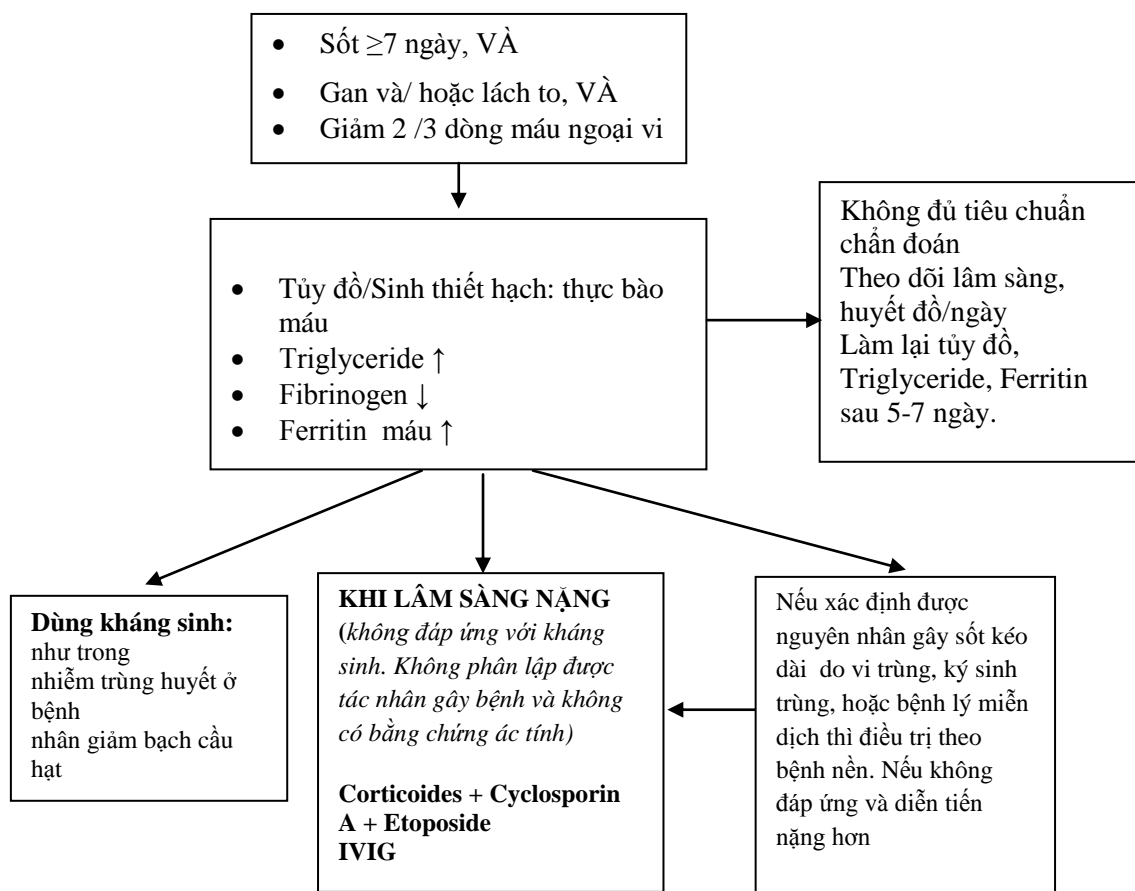 • Sốt ≥7 ngày, VÀ
• Gan và/ hoặc lách to, VÀ
• Giảm 2 /3 dòng máu ngoại vi
• Tủy đồ/Sinh thiết hạch: thực bào
máu
• Triglyceride ↑
• Fibrinogen ↓
• Ferritin máu ↑
Không đủ tiêu chuẩn
chẩn đoán
Theo dõi lâm sàng,
huyết đồ/ngày
Làm lại tủy đồ,
Triglyceride, Ferritin
sau 5-7 ngày.
Dùng kháng sinh:
như trong
nhiễm trùng huyết ở
bệnh
nhân giảm bạch cầu
hạt
KHI LÂM SÀNG NẶNG
(không đáp ứng với kháng
sinh. Không phân lập được
tác nhân gây bệnh và không
có bằng chứng ác tính)
Corticoides + Cyclosporin
A + Etoposide
IVIG
Nếu xác định được
nguyên nhân gây sốt kéo
dài do vi trùng, ký sinh
trùng, hoặc bệnh lý miễn
dịch thì điều trị theo
bệnh nền. Nếu không
đáp ứng và diễn tiến
nặng hơn